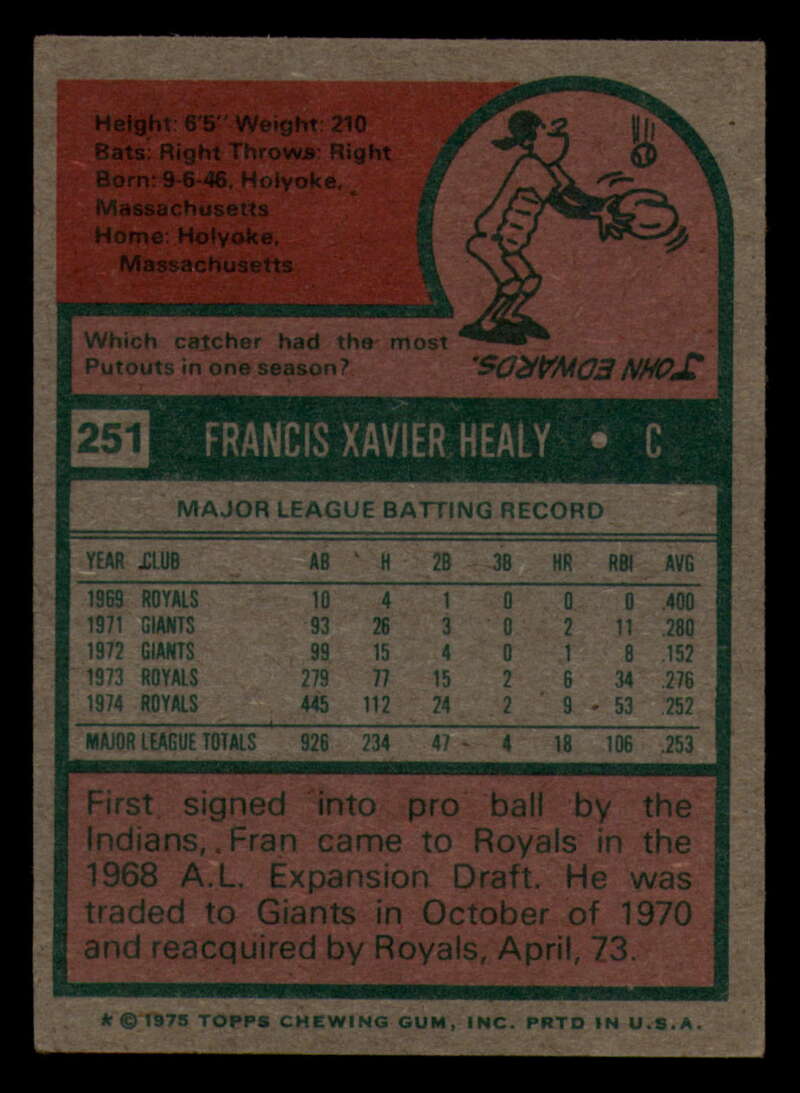 Height: 6'5" Weight: 210
Bats: Right Throws: Right
Born: 9-6-46, Holyoke,
Massachusetts
Home: Holyoke,
Massachusetts
Which catcher had the most
Putouts in one season?
JOHN EDWARDS.
251 FRANCIS XAVIER HEALY • C
MAJOR LEAGUE BATTING RECORD
YEAR CLUB AB H 2B 3B HR RBI AVG
1969 ROYALS 10 4 1 0 0 0 .400
1971 GIANTS 93 26 3 0 2 11 .280
1972 GIANTS 99 15 4 0 1 8 .152
1973 ROYALS 279 77 15 2 6 34 .276
1974 ROYALS 445 112 24 2 9 53 .252
MAJOR LEAGUE TOTALS 926 234 47 4 18 106 .253
First signed into pro ball by the
Indians, Fran came to Royals in the
1968 A.L. Expansion Draft. He was
traded to Giants in October of 1970
and reacquired by Royals, April, 73.
* © 1975 TOPPS CHEWING GUM, INC. PRTD IN U.S.A.